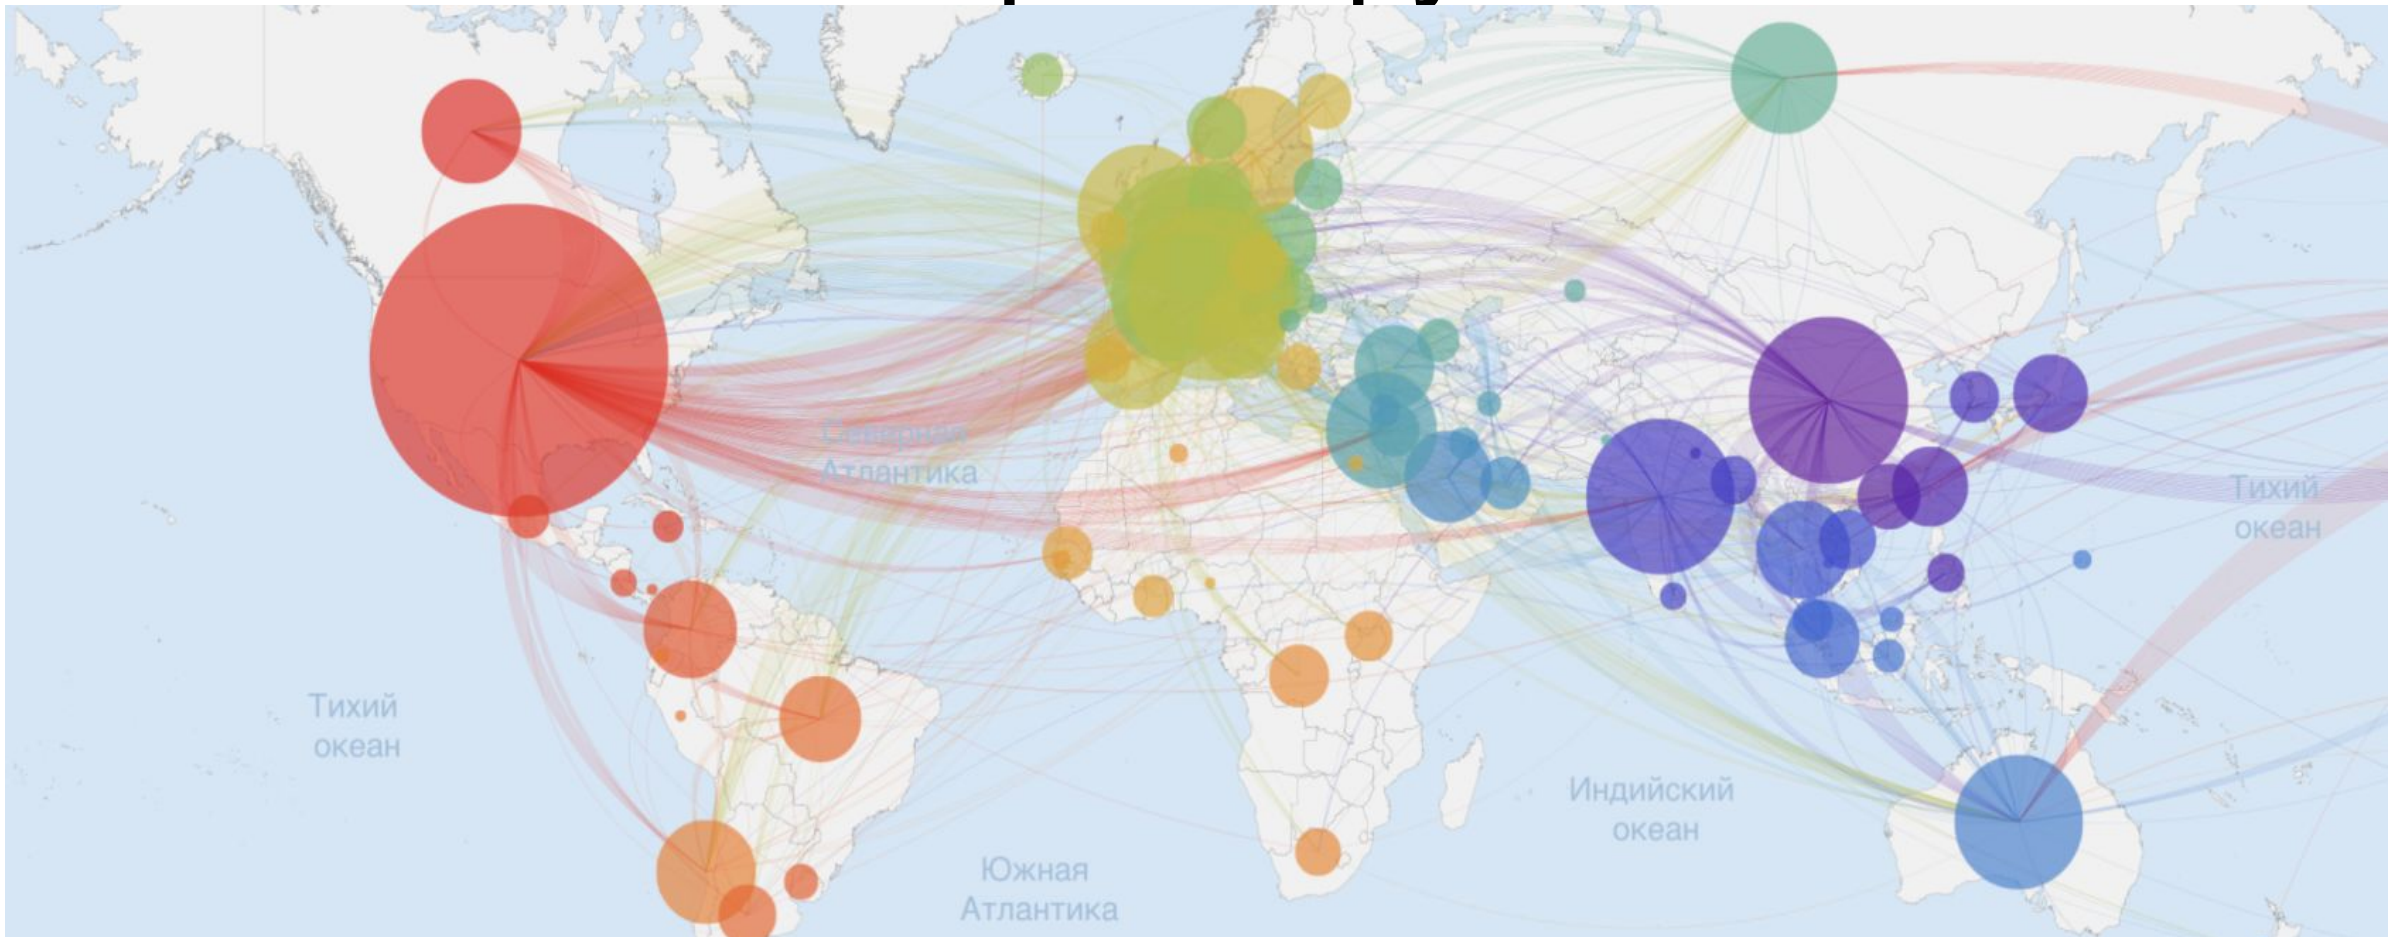 Северная
Атлантика
Тихий
океан
Тихий
океан
Индийский
океан
Южная
Атлантика